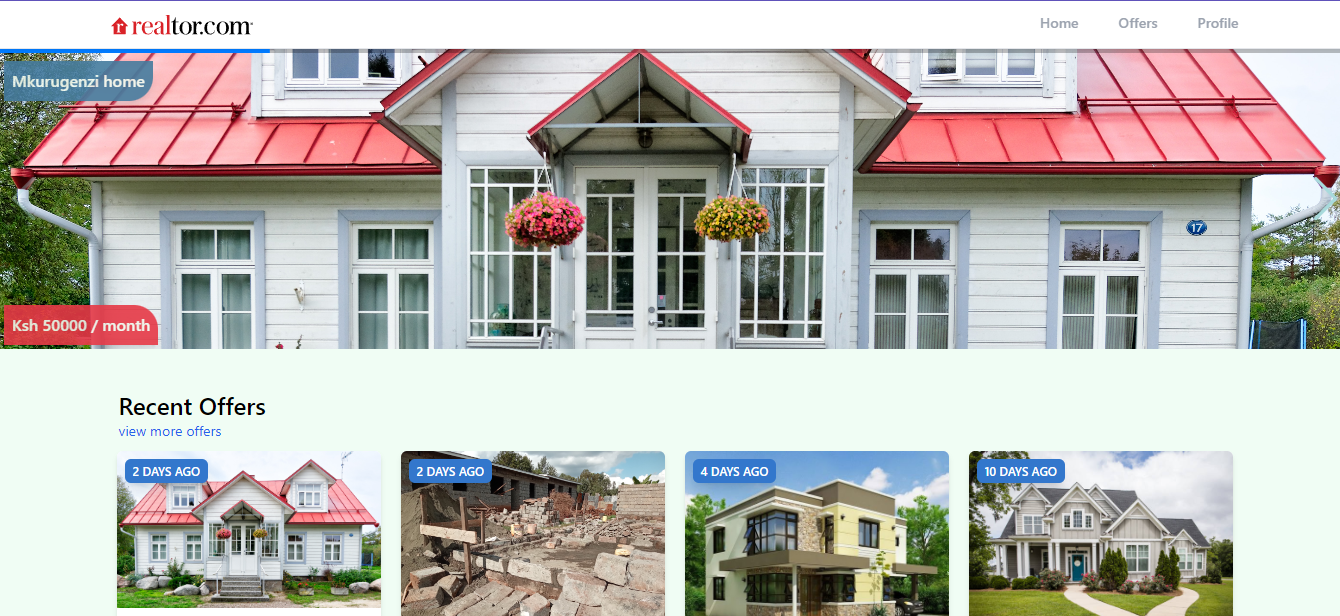 realtor.com
Home Offers Profile
Mkurugenzi home
17
Ksh 50000 / month
Recent Offers
view more offers
2 DAYS AGO 2 DAYS AGO 4 DAYS AGO 10 DAYS AGO